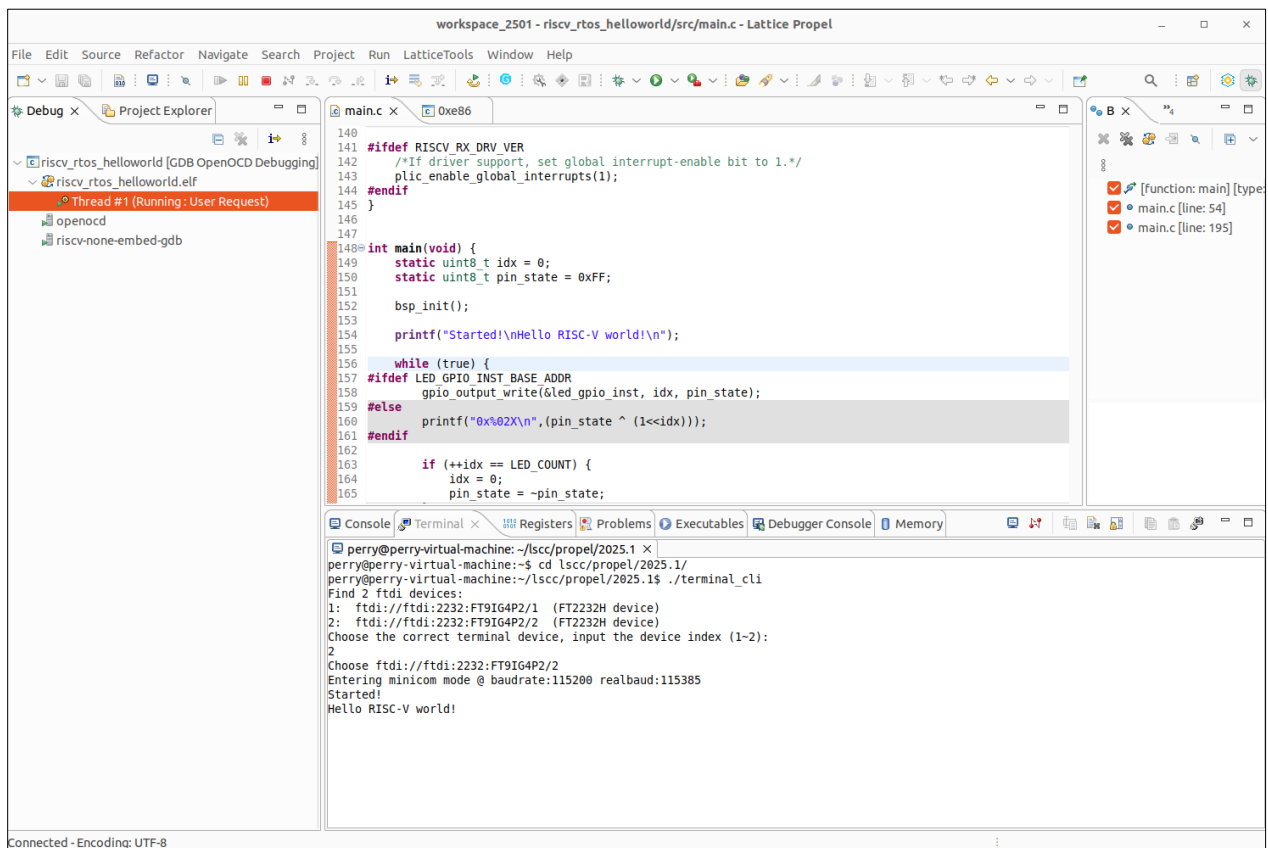 workspace_2501 - riscv_rtos_helloworld/src/main.c - Lattice Propel
File Edit Source Refactor Navigate Search Project Run LatticeTools Window Help
Debug Project Explorer
riscv_rtos_helloworld [GDB OpenOCD Debugging]
riscv_rtos_helloworld.elf
Thread #1 (Running : User Request)
openocd
riscv-none-embed-gdb
main.c 0xe86
140
141 #ifdef RISCV_RX_DRV_VER
142     /*If driver support, set global interrupt-enable bit to 1.*/
143     plic_enable_global_interrupts(1);
144 #endif
145 }
146
147
148 int main(void) {
149     static uint8_t idx = 0;
150     static uint8_t pin_state = 0xFF;
151
152     bsp_init();
153
154     printf("Started!\nHello RISC-V world!\n");
155
156     while (true) {
157 #ifdef LED_GPIO_INST_BASE_ADDR
158         gpio_output_write(&led_gpio_inst, idx, pin_state);
159 #else
160         printf("0x%02X\n",(pin_state ^ (1<<idx)));
161 #endif
162
163         if (++idx == LED_COUNT) {
164             idx = 0;
165             pin_state = ~pin_state;
B 4
[function: main] [type:
main.c [line: 54]
main.c [line: 195]
Console Terminal Registers Problems Executables Debugger Console Memory
perry@perry-virtual-machine: ~/lscc/propel/2025.1
perry@perry-virtual-machine:~$ cd lscc/propel/2025.1/
perry@perry-virtual-machine:~/lscc/propel/2025.1$ ./terminal_cli
Find 2 ftdi devices:
1:  ftdi://ftdi:2232:FT9IG4P2/1  (FT2232H device)
2:  ftdi://ftdi:2232:FT9IG4P2/2  (FT2232H device)
Choose the correct terminal device, input the device index (1~2):
2
Choose ftdi://ftdi:2232:FT9IG4P2/2
Entering minicom mode @ baudrate:115200 realbaud:115385
Started!
Hello RISC-V world!
Connected - Encoding: UTF-8